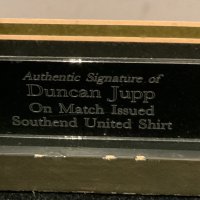 Authentic Signature of
Duncan Jupp
On Match Issued
Southend United Shirt